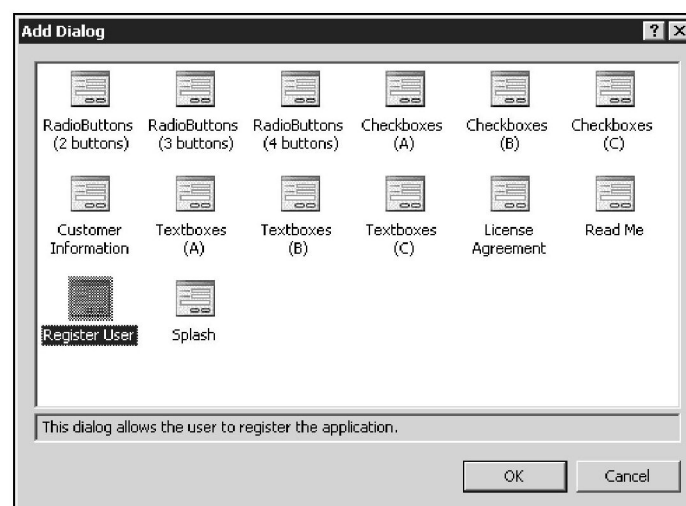 Add Dialog
RadioButtons (2 buttons)
RadioButtons (3 buttons)
RadioButtons (4 buttons)
Checkboxes (A)
Checkboxes (B)
Checkboxes (C)
Customer Information
Textboxes (A)
Textboxes (B)
Textboxes (C)
License Agreement
Read Me
Register User
Splash
This dialog allows the user to register the application.
OK
Cancel